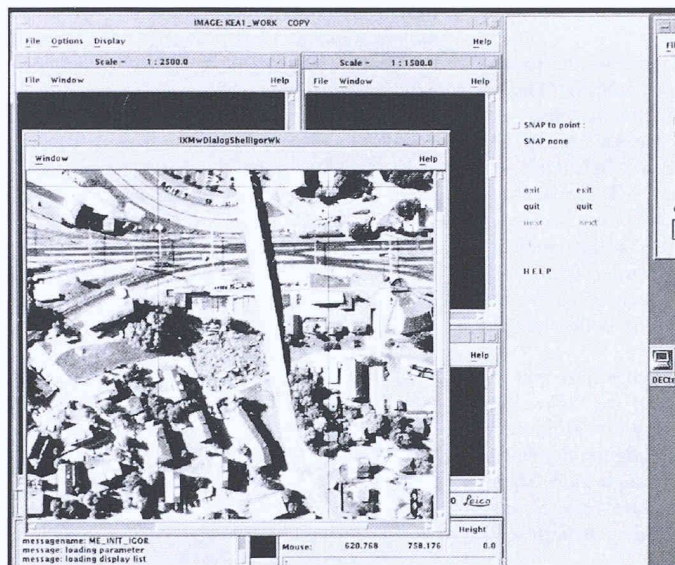 IMAGE: KEA1_WORK COPY
File Options Display Help
Scale - 1 : 2500.0
Scale - 1 : 1500.0
File Window Help
File Window Help
IXMwDialogShellIgorWk
Window Help
SNAP to point :
SNAP none
exit exit
quit quit
next next
HELP
Help
DECte
0 Leica
Height
messagename: ME_INIT_IGOR
message: loading parameter
message: loading display list
Mouse: 620.768 758.176 0.0